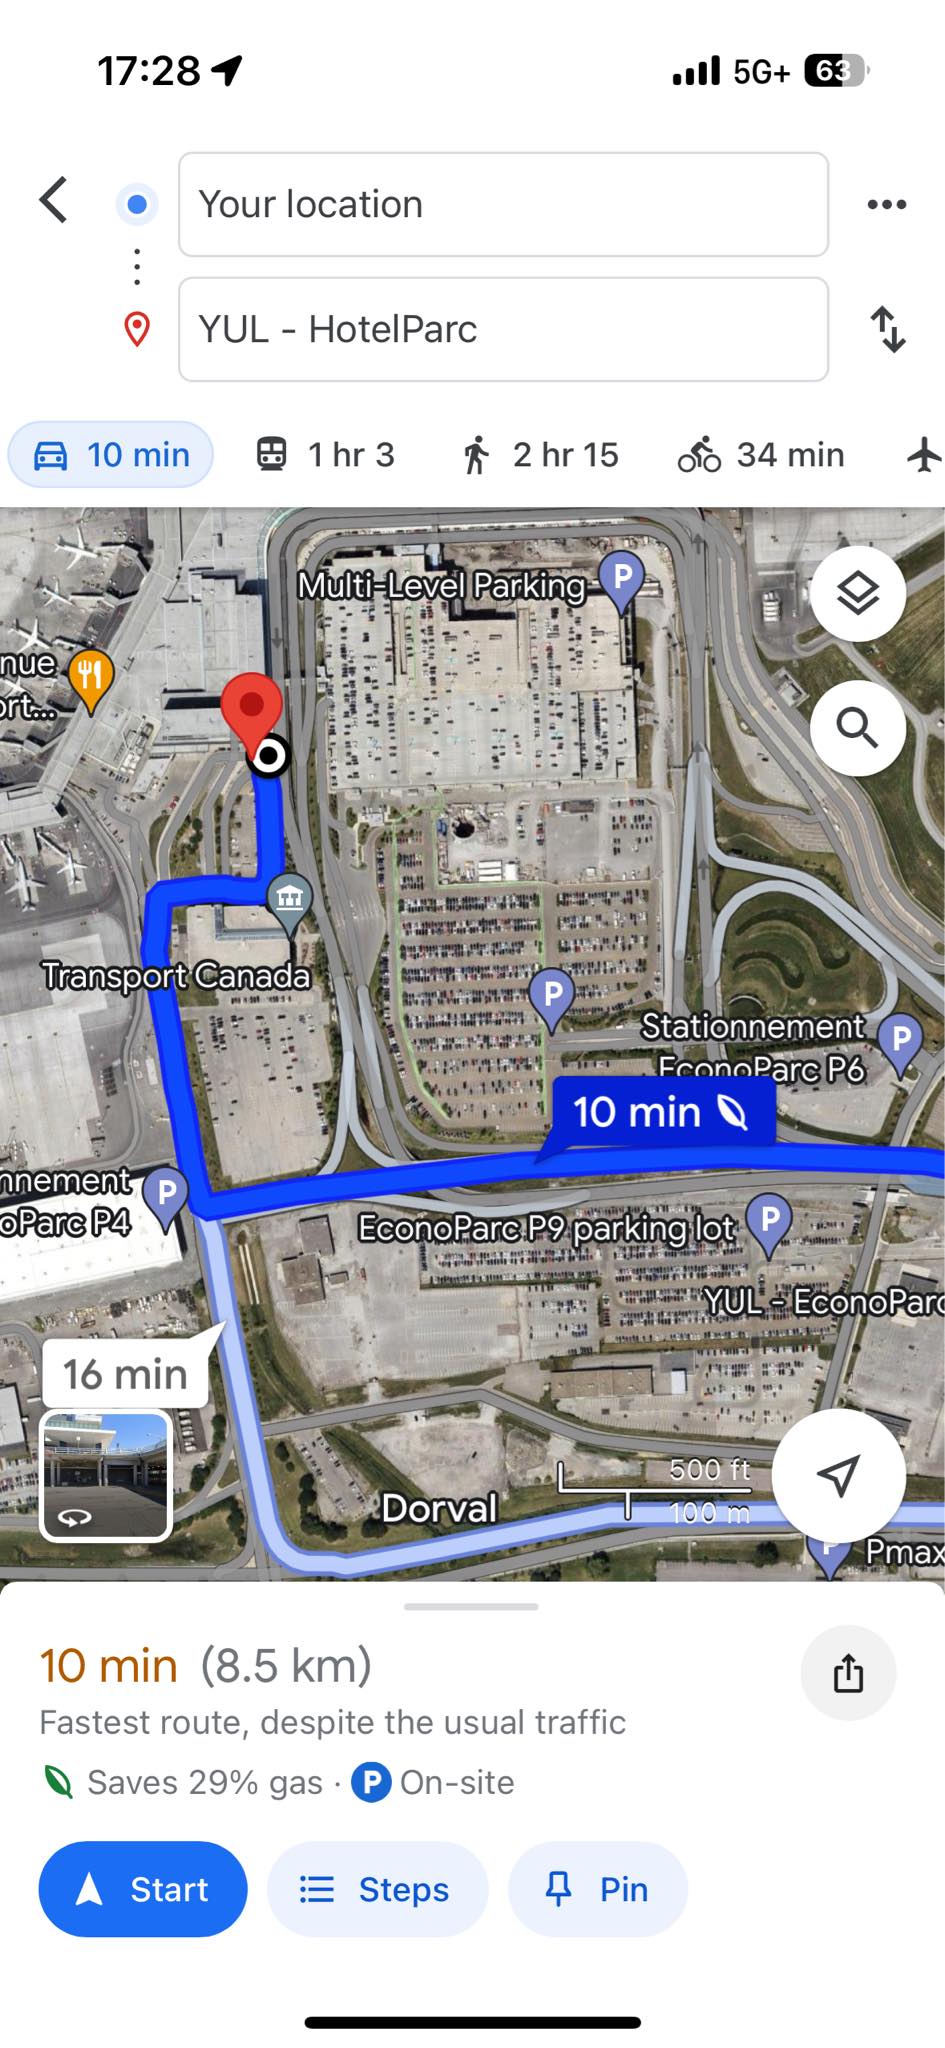 17:28
5G+ 63
Your location
YUL - HotelParc
10 min
1 hr 3
2 hr 15
34 min
Multi-Level Parking P
nue
ort...
Transport Canada
P
Stationnement
EconoParc P6
P
10 min
nnement
oParc P4
P
EconoParc P9 parking lot P
YUL - EconoParc
16 min
500 ft
100 m
Dorval
P Pmax
10 min (8.5 km)
Fastest route, despite the usual traffic
Saves 29% gas · P On-site
Start
Steps
Pin